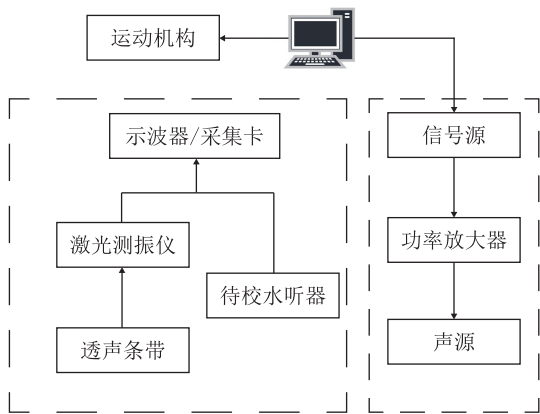 运动机构
示波器/采集卡
信号源
激光测振仪
功率放大器
待校水听器
透声条带
声源